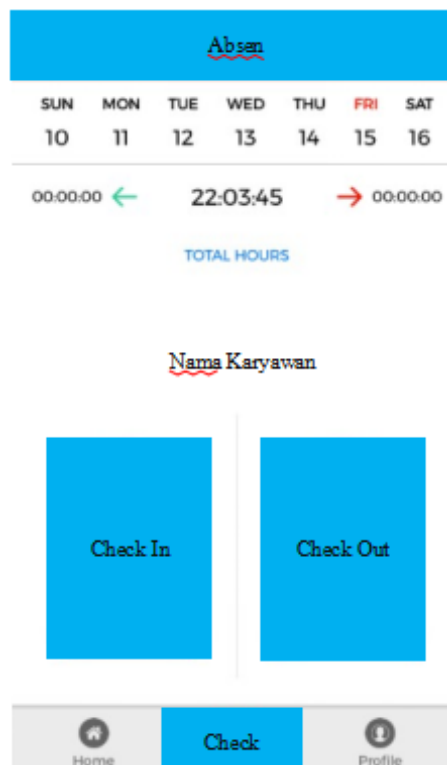 Absen
SUN MON TUE WED THU FRI SAT
10 11 12 13 14 15 16
00:00:00 22:03:45 00:00:00
TOTAL HOURS
Nama Karyawan
Check In Check Out
Home Check Profile